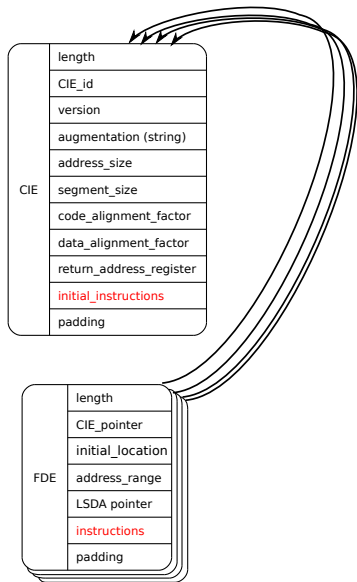 CIE
length
CIE_id
version
augmentation (string)
address_size
segment_size
code_alignment_factor
data_alignment_factor
return_address_register
initial_instructions
padding
FDE
length
CIE_pointer
initial_location
address_range
LSDA pointer
instructions
padding